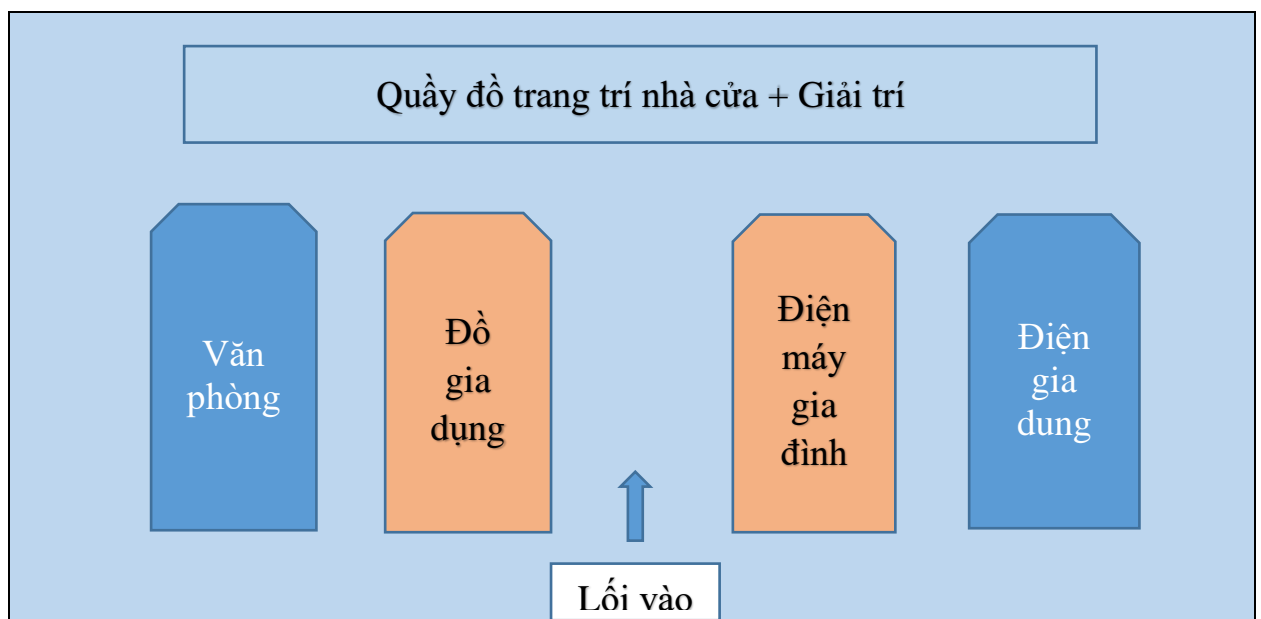 Quầy đồ trang trí nhà cửa + Giải trí
Văn
phòng
Đồ
gia
dụng
Điện
máy
gia
đình
Điện
gia
dung
Lối vào